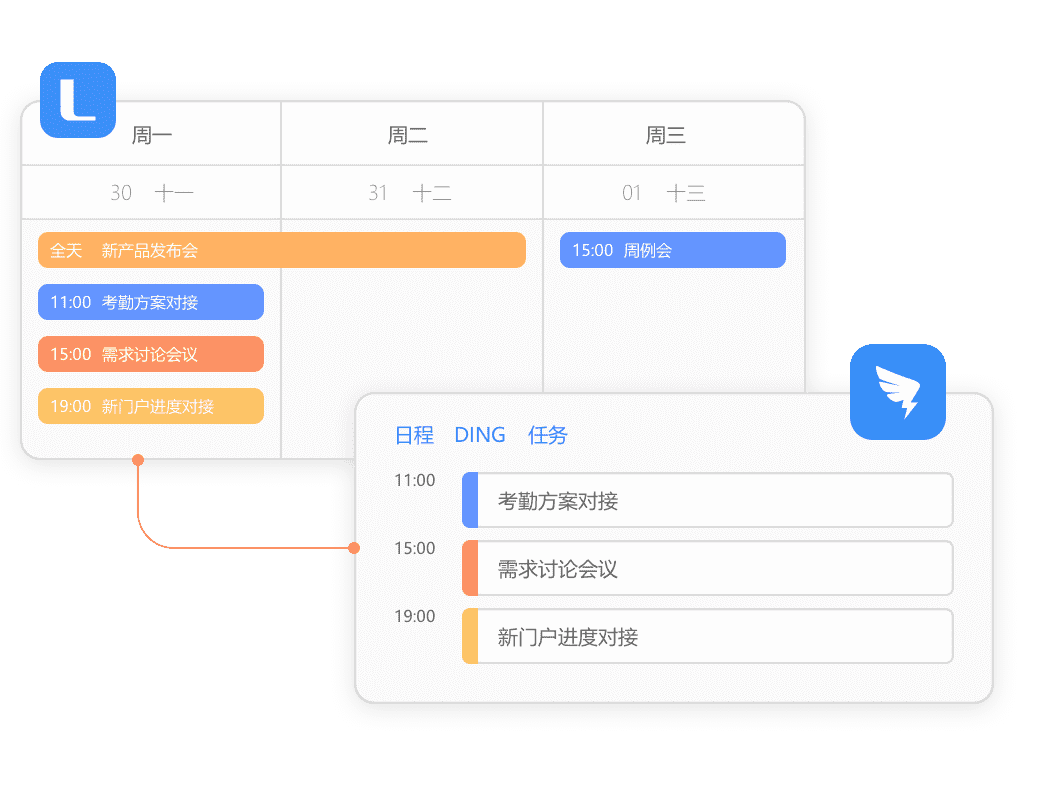 L
周一 周二 周三
30 十一 31 十二 01 十三
全天 新产品发布会 15:00 周例会
11:00 考勤方案对接
15:00 需求讨论会议
19:00 新门户进度对接
日程 DING 任务
11:00 考勤方案对接
15:00 需求讨论会议
19:00 新门户进度对接